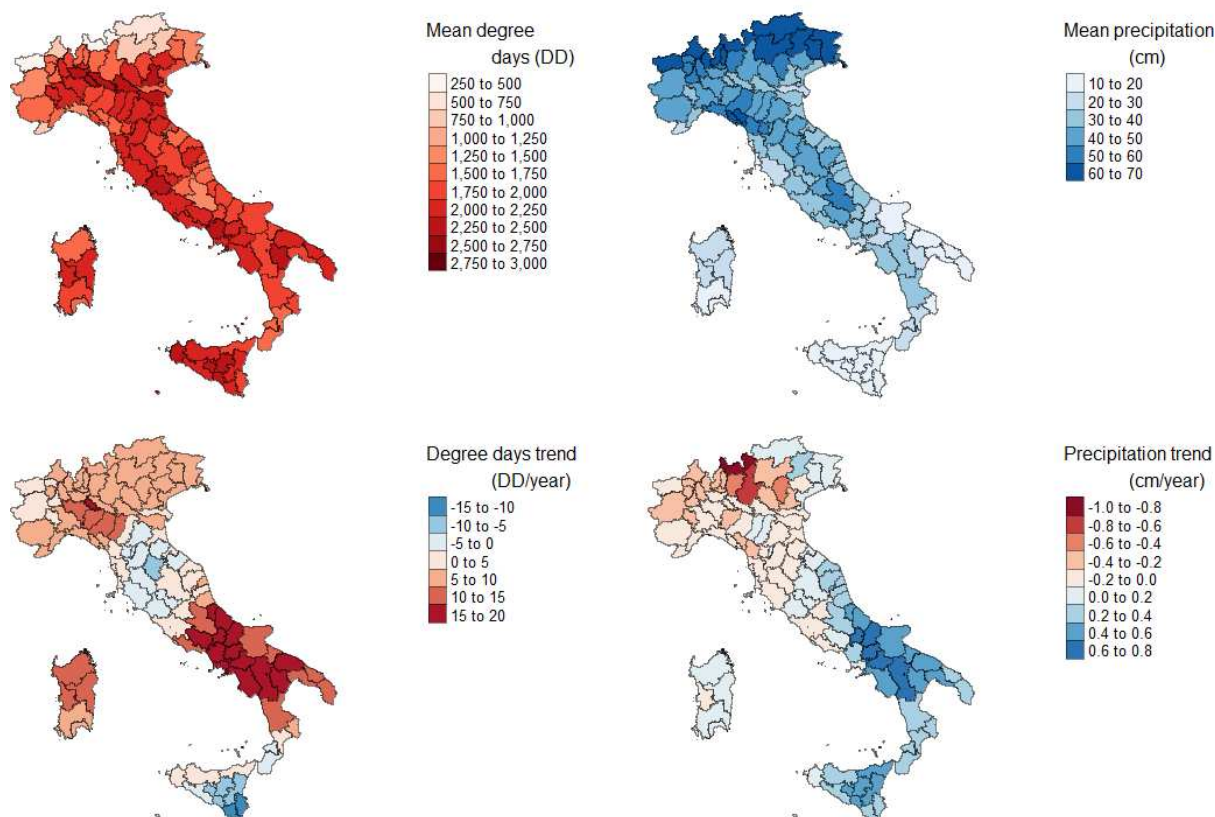 Mean degree
days (DD)
250 to 500
500 to 750
750 to 1,000
1,000 to 1,250
1,250 to 1,500
1,500 to 1,750
1,750 to 2,000
2,000 to 2,250
2,250 to 2,500
2,500 to 2,750
2,750 to 3,000
Mean precipitation
(cm)
10 to 20
20 to 30
30 to 40
40 to 50
50 to 60
60 to 70
Degree days trend
(DD/year)
-15 to -10
-10 to -5
-5 to 0
0 to 5
5 to 10
10 to 15
15 to 20
Precipitation trend
(cm/year)
-1.0 to -0.8
-0.8 to -0.6
-0.6 to -0.4
-0.4 to -0.2
-0.2 to 0.0
0.0 to 0.2
0.2 to 0.4
0.4 to 0.6
0.6 to 0.8